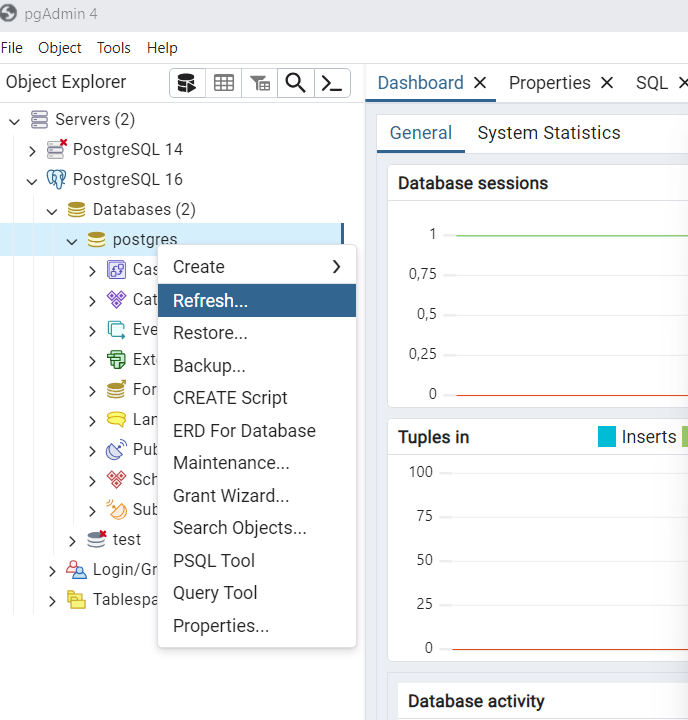 pgAdmin 4
File Object Tools Help
Object Explorer
Dashboard Properties SQL
Servers (2)
PostgreSQL 14
PostgreSQL 16
Databases (2)
postgres
Cas
Cat
Eve
Exte
For
Lan
Pub
Sch
Sub
test
Login/Gr
Tablespa
Create
Refresh...
Restore...
Backup...
CREATE Script
ERD For Database
Maintenance...
Grant Wizard...
Search Objects...
PSQL Tool
Query Tool
Properties...
General System Statistics
Database sessions
1
0,75
0,5
0,25
0
Tuples in Inserts
100
75
50
25
0
Database activity